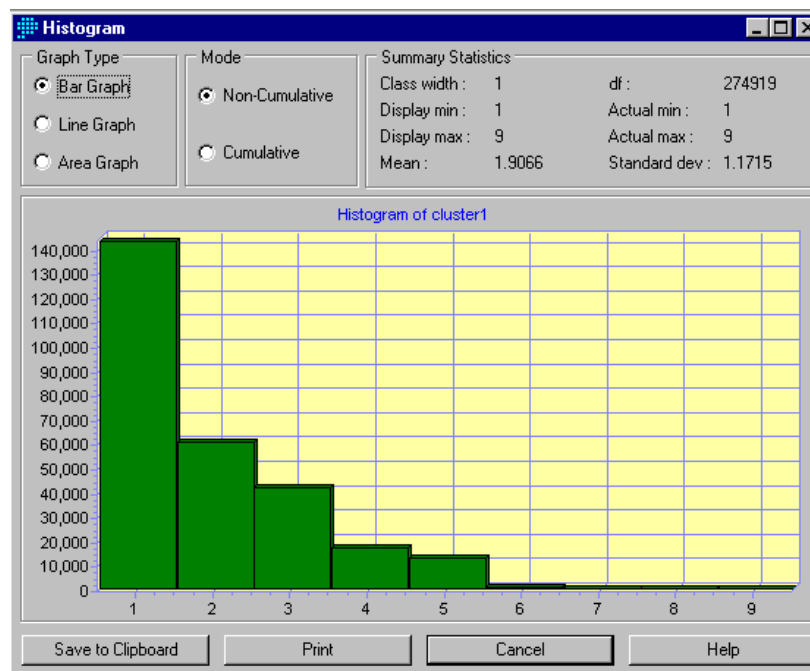 Histogram
Graph Type
Bar Graph
Line Graph
Area Graph
Mode
Non-Cumulative
Cumulative
Summary Statistics
Class width : 1 df : 274919
Display min : 1 Actual min : 1
Display max : 9 Actual max : 9
Mean : 1.9066 Standard dev : 1.1715
Histogram of cluster1
140,000
130,000
120,000
110,000
100,000
90,000
80,000
70,000
60,000
50,000
40,000
30,000
20,000
10,000
0
1 2 3 4 5 6 7 8 9
Save to Clipboard Print Cancel Help